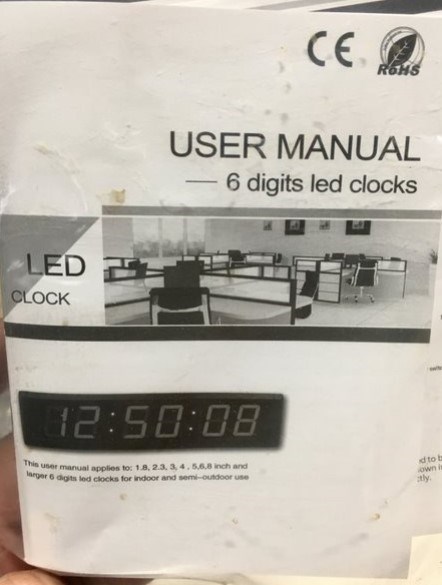 CE
RoHS
USER MANUAL
— 6 digits led clocks
LED
CLOCK
12:50:08
This user manual applies to: 1.8, 2.3, 3, 4 , 5,6,8 inch and
larger 6 digits led clocks for indoor and semi-outdoor use